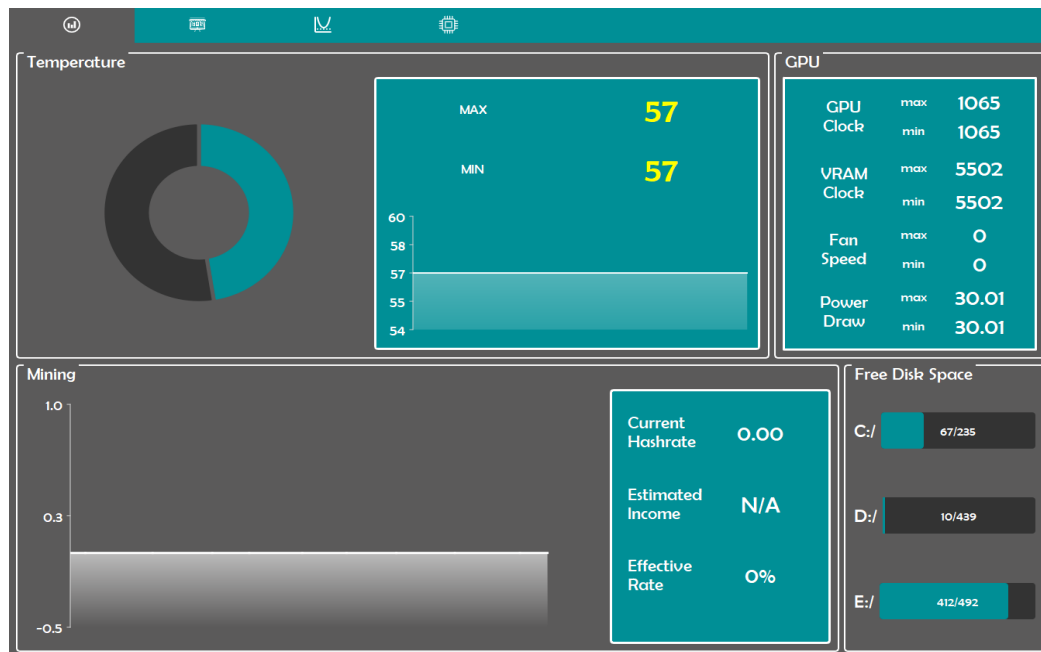 Temperature
MAX 57
MIN 57
60
58
57
55
54
GPU
GPU Clock max 1065
min 1065
VRAM Clock max 5502
min 5502
Fan Speed max 0
min 0
Power Draw max 30.01
min 30.01
Mining
1.0
0.3
-0.5
Current Hashrate 0.00
Estimated Income N/A
Effective Rate 0%
Free Disk Space
C:/ 67/235
D:/ 10/439
E:/ 412/492